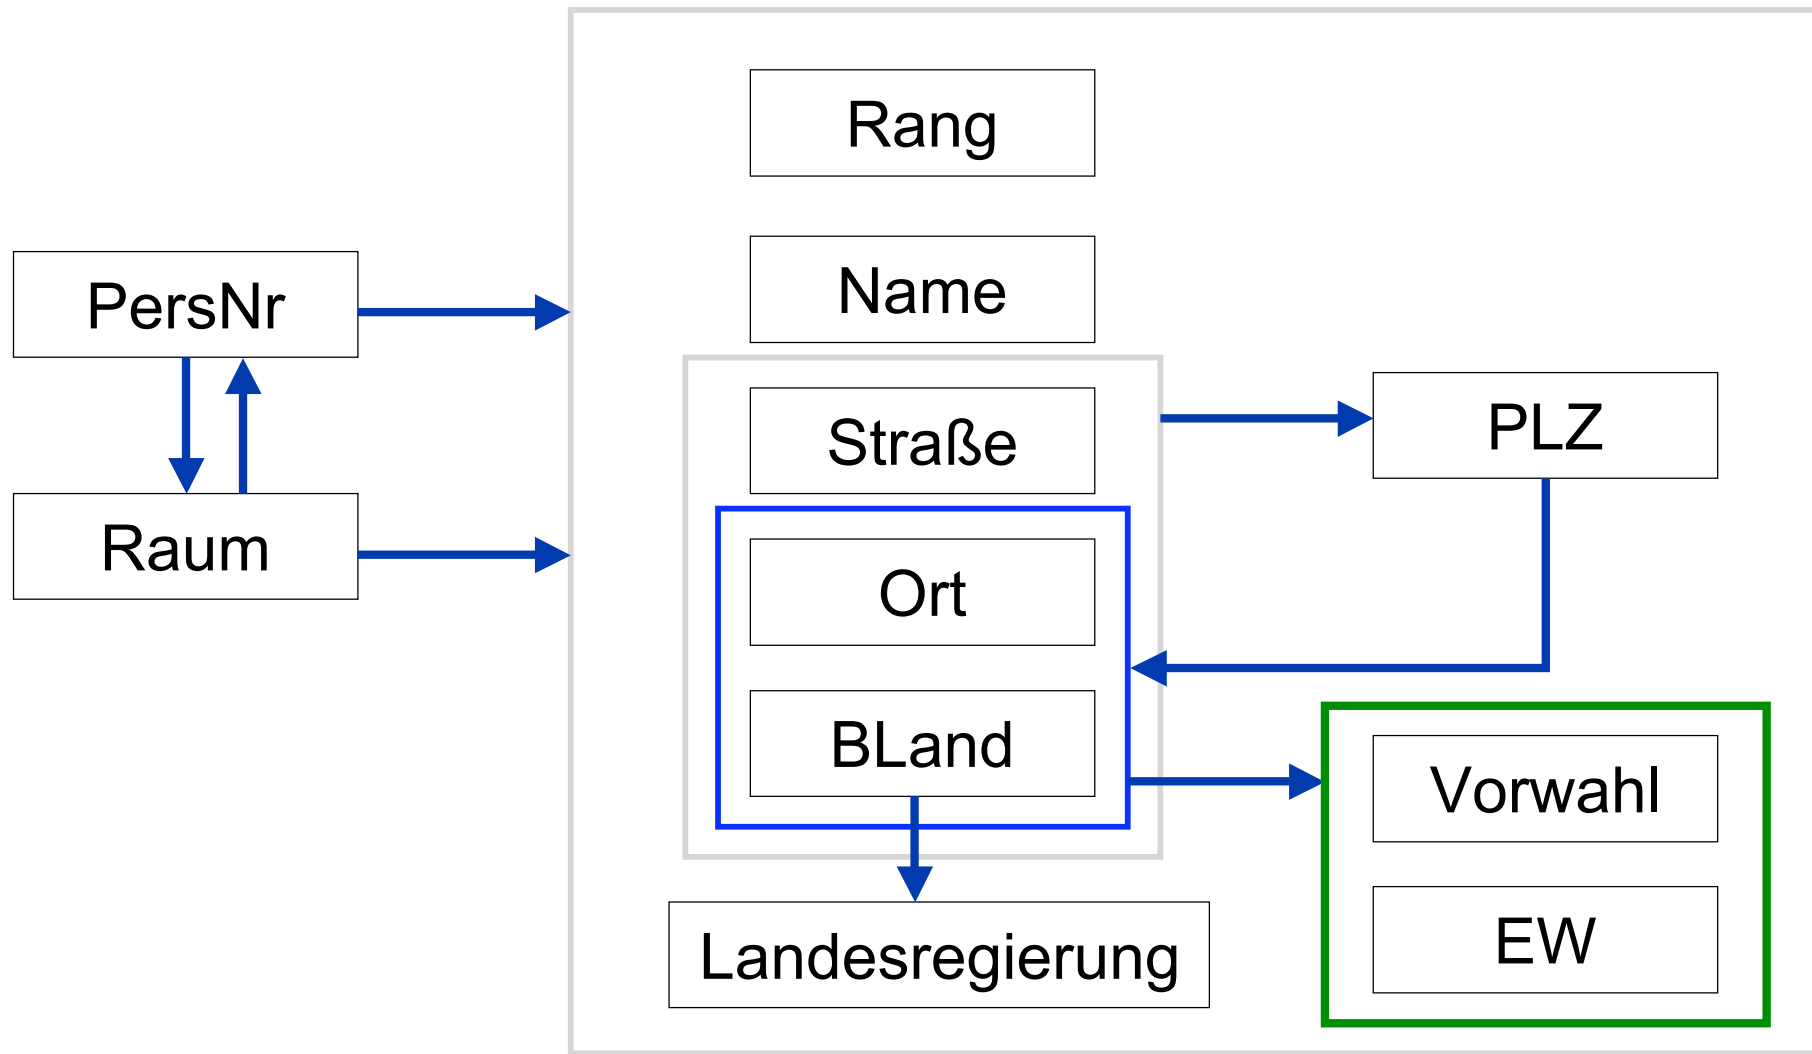 Rang
Name
PersNr
Straße
PLZ
Raum
Ort
BLand
Vorwahl
Landesregierung
EW